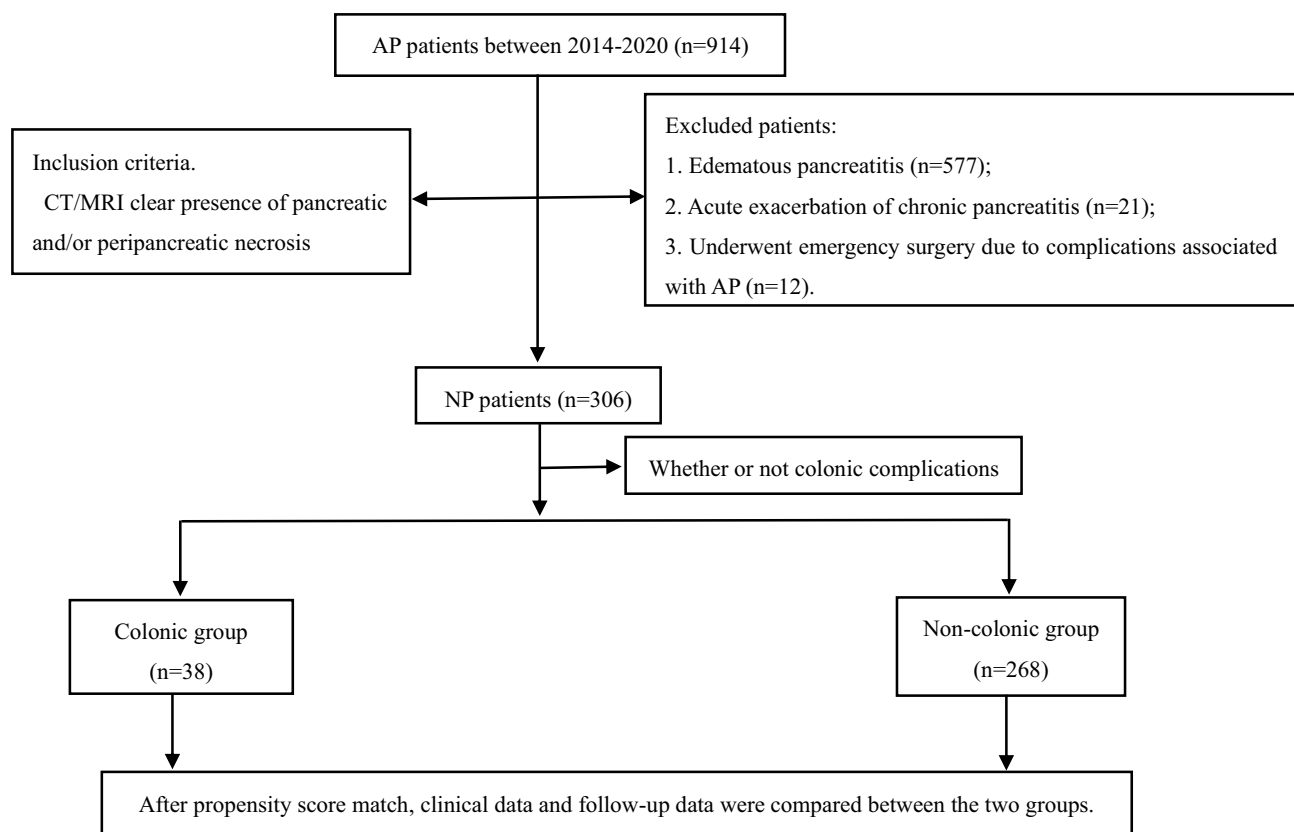 AP patients between 2014-2020 (n=914)
Inclusion criteria.
CT/MRI clear presence of pancreatic
and/or peripancreatic necrosis
Excluded patients:
1. Edematous pancreatitis (n=577);
2. Acute exacerbation of chronic pancreatitis (n=21);
3. Underwent emergency surgery due to complications associated
with AP (n=12).
NP patients (n=306)
Whether or not colonic complications
Colonic group
(n=38)
Non-colonic group
(n=268)
After propensity score match, clinical data and follow-up data were compared between the two groups.